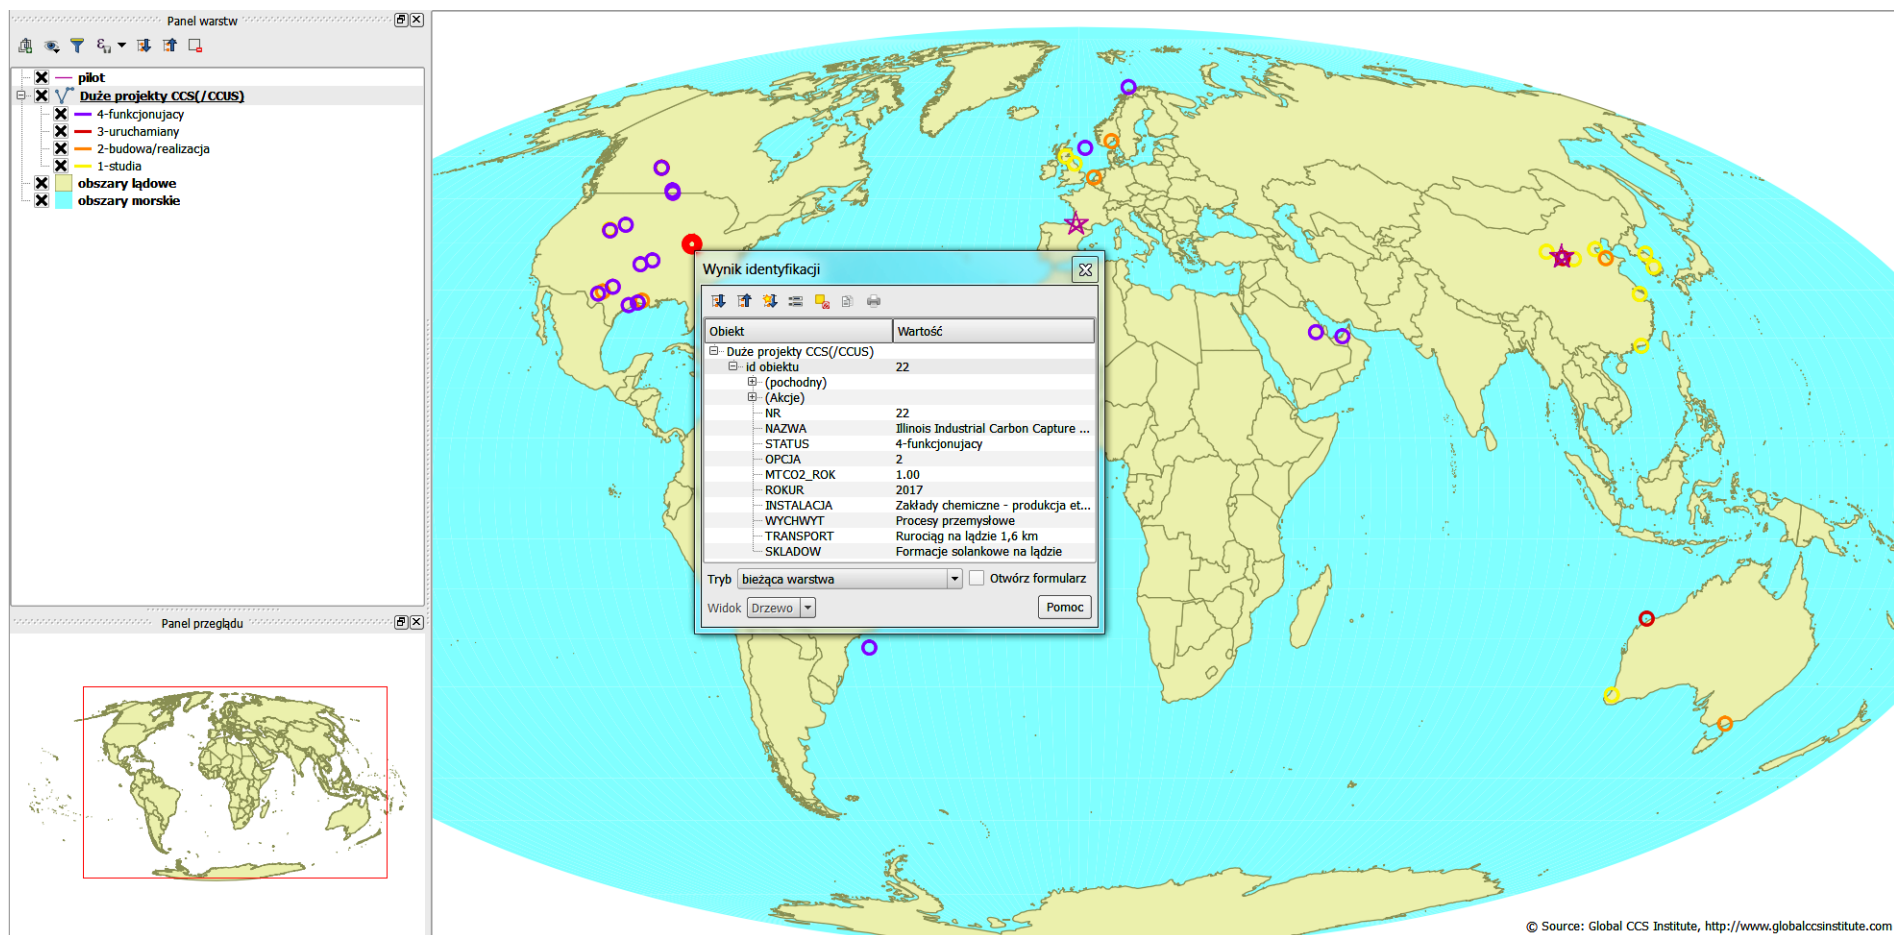 Panel warstw
pilot
Duże projekty CCS(/CCUS)
4-funkcjonujacy
3-uruchamiany
2-budowa/realizacja
1-studia
obszary lądowe
obszary morskie
Panel przeglądu
Wynik identyfikacji
Obiekt Wartość
Duże projekty CCS(/CCUS)
id obiektu 22
(pochodny)
(Akcje)
NR 22
NAZWA Illinois Industrial Carbon Capture ...
STATUS 4-funkcjonujacy
OPCJA 2
MTCO2_ROK 1.00
ROKUR 2017
INSTALACJA Zakłady chemiczne - produkcja et...
WYCHWYT Procesy przemysłowe
TRANSPORT Rurociąg na lądzie 1,6 km
SKLADOW Formacje solankowe na lądzie
Tryb bieżąca warstwa Otwórz formularz
Widok Drzewo Pomoc
© Source: Global CCS Institute, http://www.globalccsinstitute.com